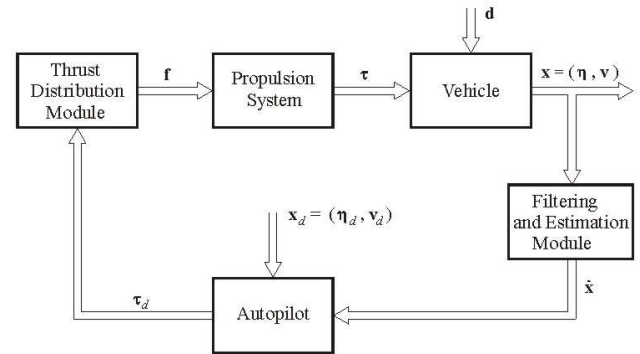 d
Thrust
Distribution
Module
f
Propulsion
System
τ
Vehicle
x = (η , v)
Filtering
and Estimation
Module
x_d = (η_d , v_d)
τ_d
Autopilot
x̂